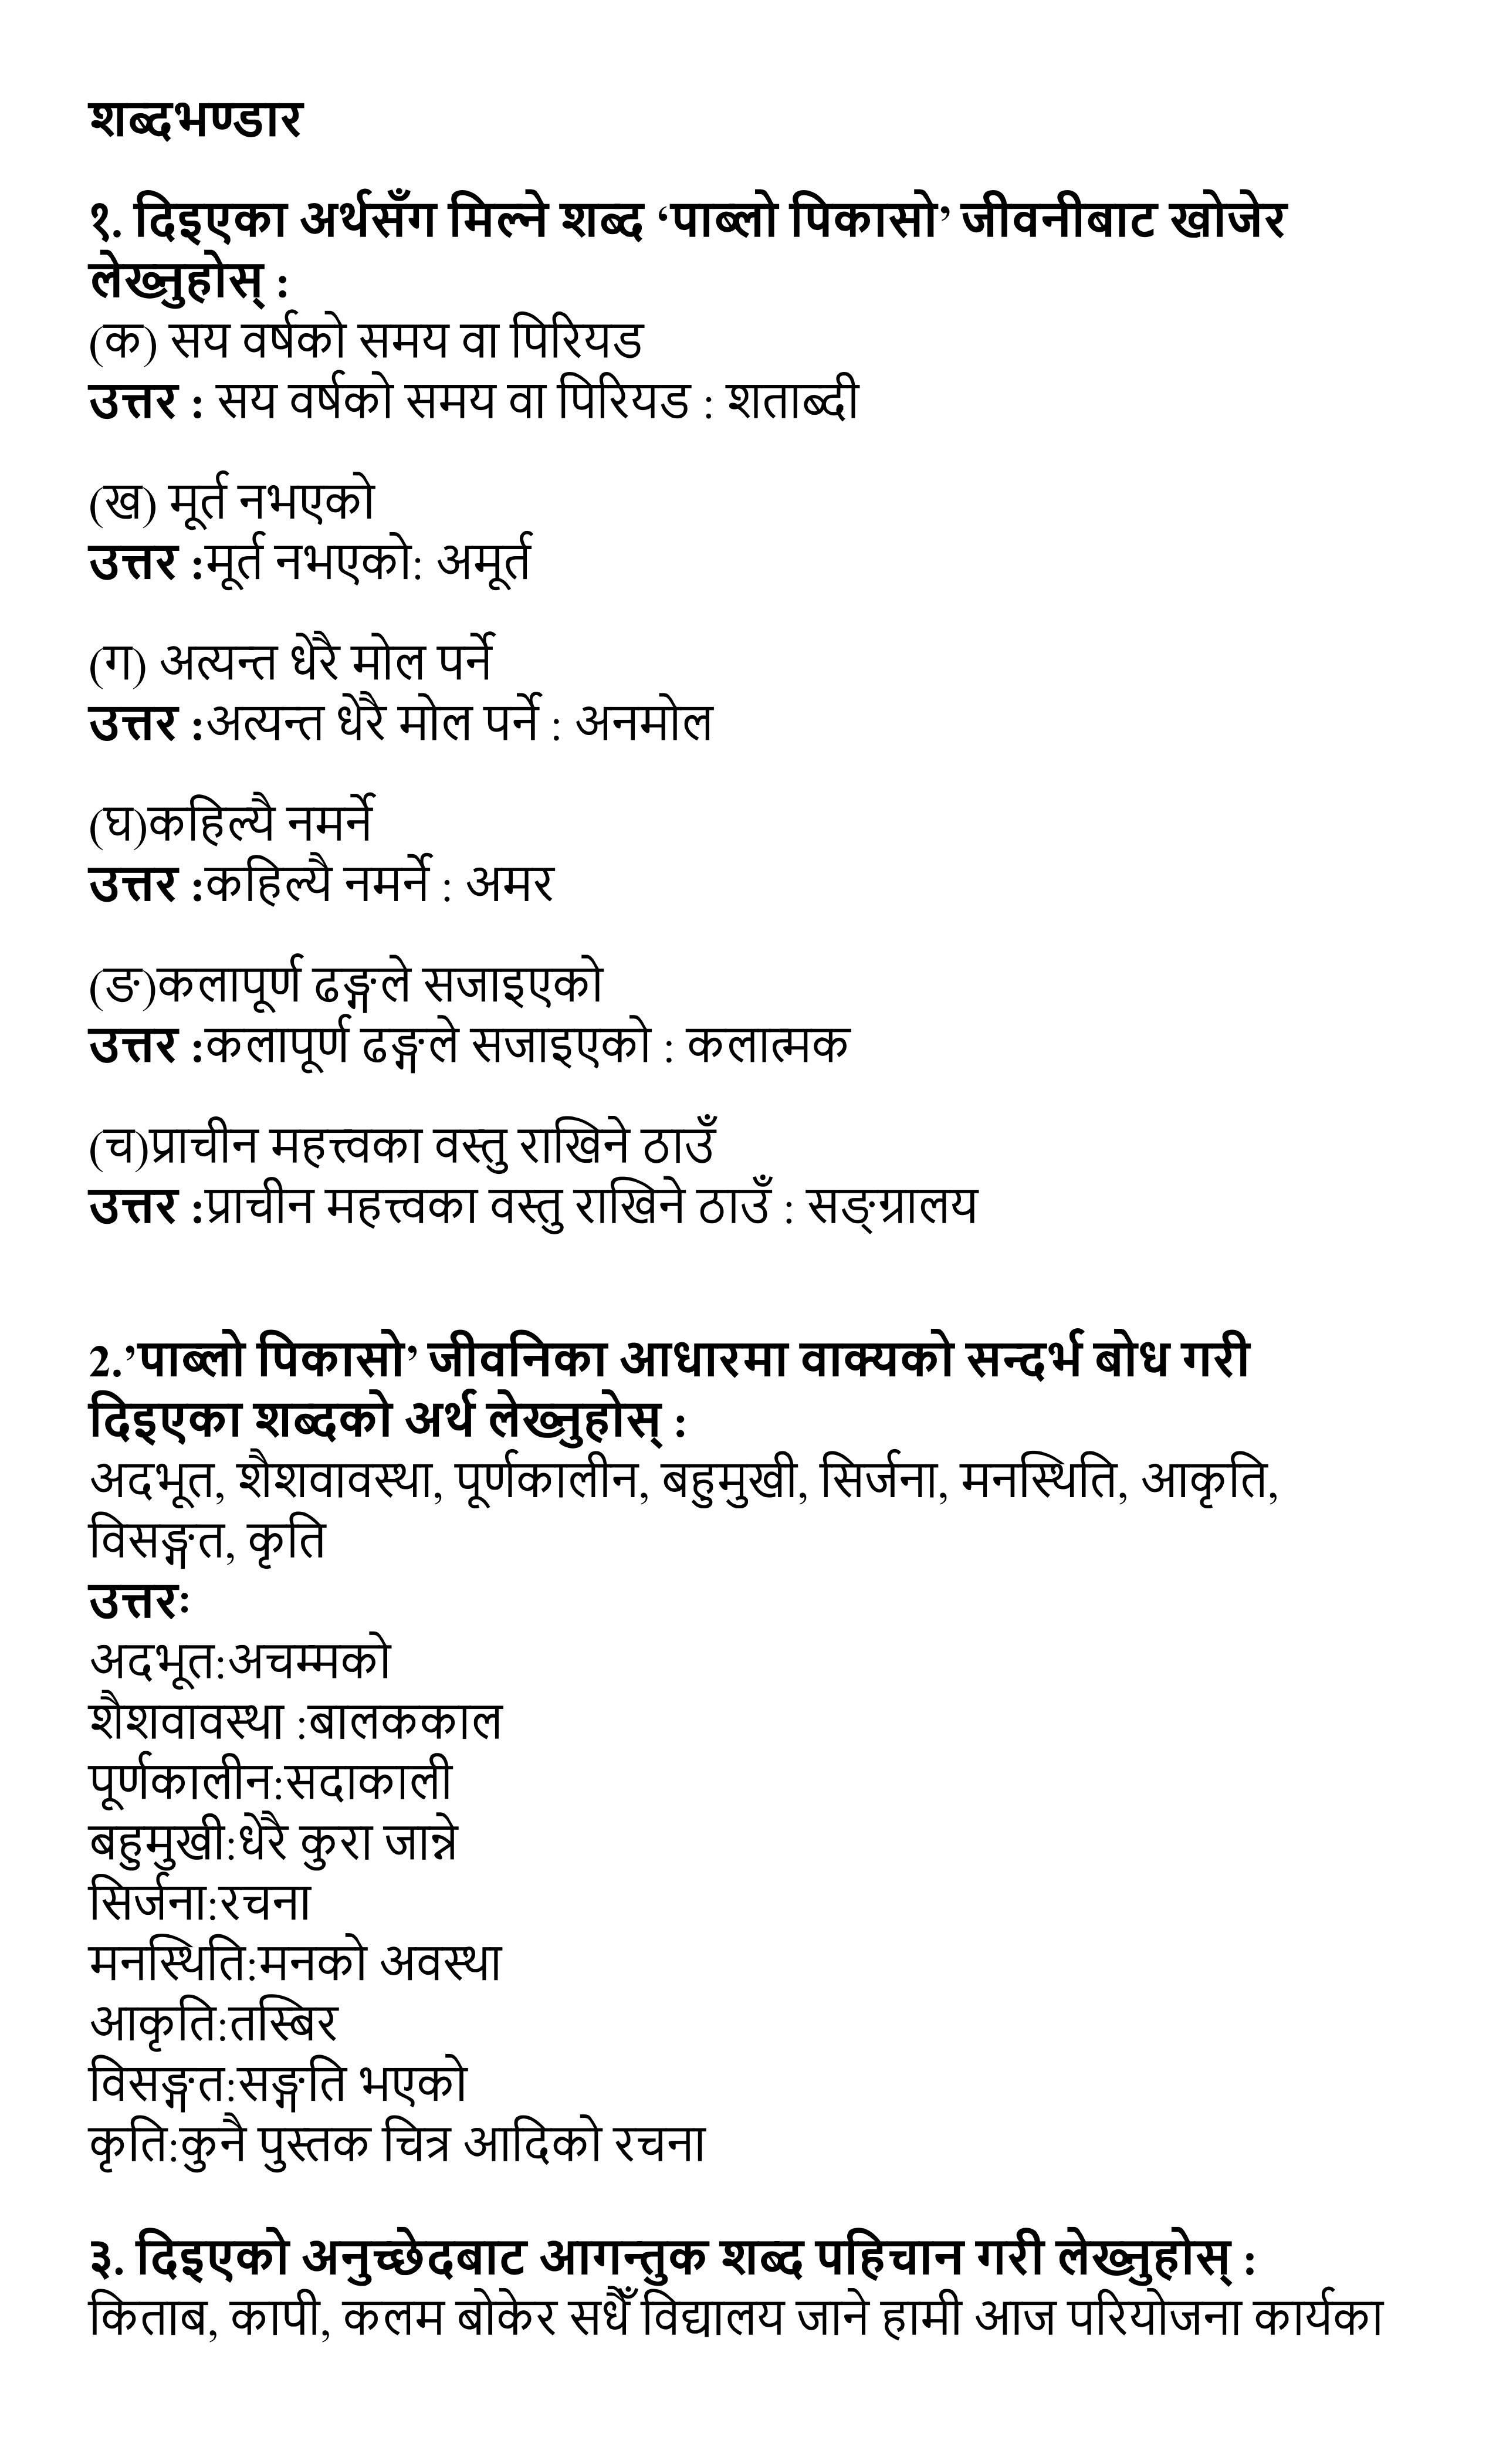 शब्दभण्डार
१. दिइएका अर्थसँग मिल्ने शब्द ‘पाब्लो पिकासो’ जीवनीबाट खोजेर
लेख्नुहोस् :
(क) सय वर्षको समय वा पिरियड
उत्तर : सय वर्षको समय वा पिरियड : शताब्दी
(ख) मूर्त नभएको
उत्तर :मूर्त नभएको: अमूर्त
(ग) अत्यन्त धेरै मोल पर्ने
उत्तर :अत्यन्त धेरै मोल पर्ने : अनमोल
(घ)कहिल्यै नमर्ने
उत्तर :कहिल्यै नमर्ने : अमर
(ङ)कलापूर्ण ढङ्गले सजाइएको
उत्तर :कलापूर्ण ढङ्गले सजाइएको : कलात्मक
(च)प्राचीन महत्त्वका वस्तु राखिने ठाउँ
उत्तर :प्राचीन महत्त्वका वस्तु राखिने ठाउँ : सङ्ग्रालय
2.’पाब्लो पिकासो’ जीवनिका आधारमा वाक्यको सन्दर्भ बोध गरी
दिइएका शब्दको अर्थ लेख्नुहोस् :
अदभूत, शैशवावस्था, पूर्णकालीन, बहुमुखी, सिर्जना, मनस्थिति, आकृति,
विसङ्गत, कृति
उत्तरः
अदभूत:अचम्मको
शैशवावस्था :बालककाल
पूर्णकालीन:सदाकाली
बहुमुखी:धेरै कुरा जान्ने
सिर्जना:रचना
मनस्थिति:मनको अवस्था
आकृति:तस्बिर
विसङ्गत:सङ्गति भएको
कृति:कुनै पुस्तक चित्र आदिको रचना
३. दिइएको अनुच्छेदबाट आगन्तुक शब्द पहिचान गरी लेख्नुहोस् :
किताब, कापी, कलम बोकेर सधैँ विद्यालय जाने हामी आज परियोजना कार्यका